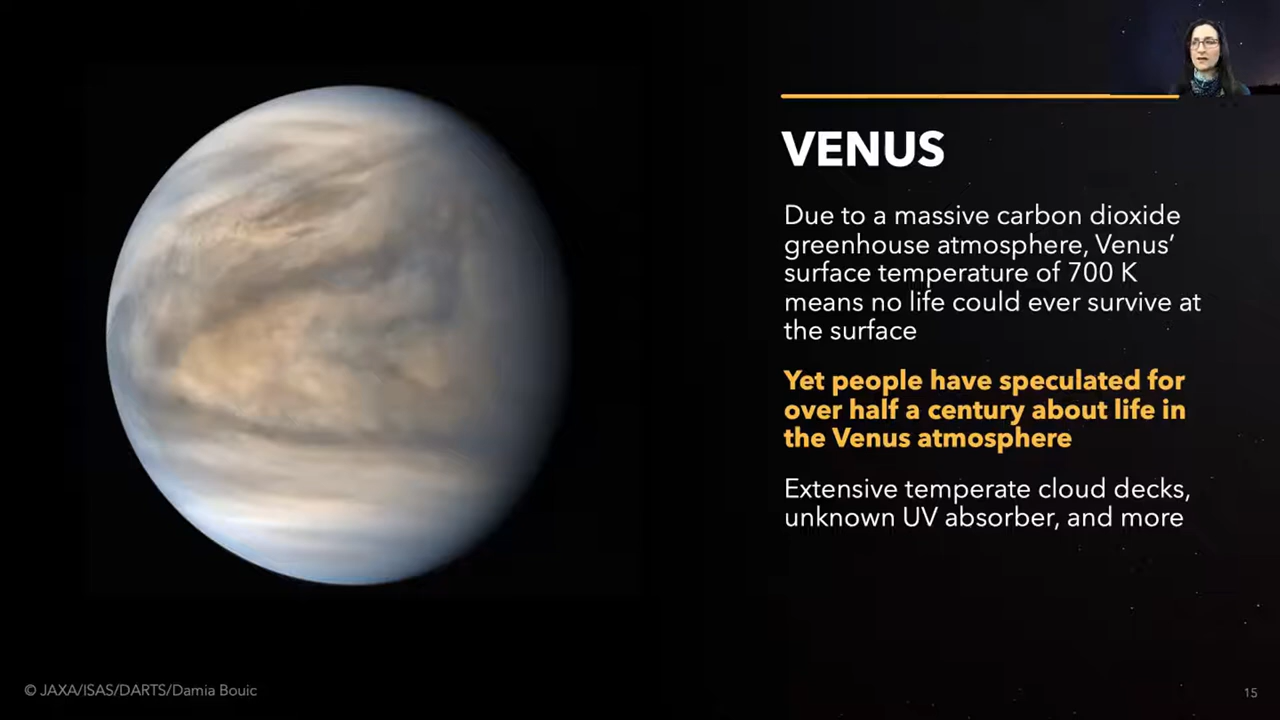 VENUS
Due to a massive carbon dioxide
greenhouse atmosphere, Venus’
surface temperature of 700 K
means no life could ever survive at
the surface
Yet people have speculated for
over half a century about life in
the Venus atmosphere
Extensive temperate cloud decks,
unknown UV absorber, and more
© JAXA/ISAS/DARTS/Damia Bouic
15